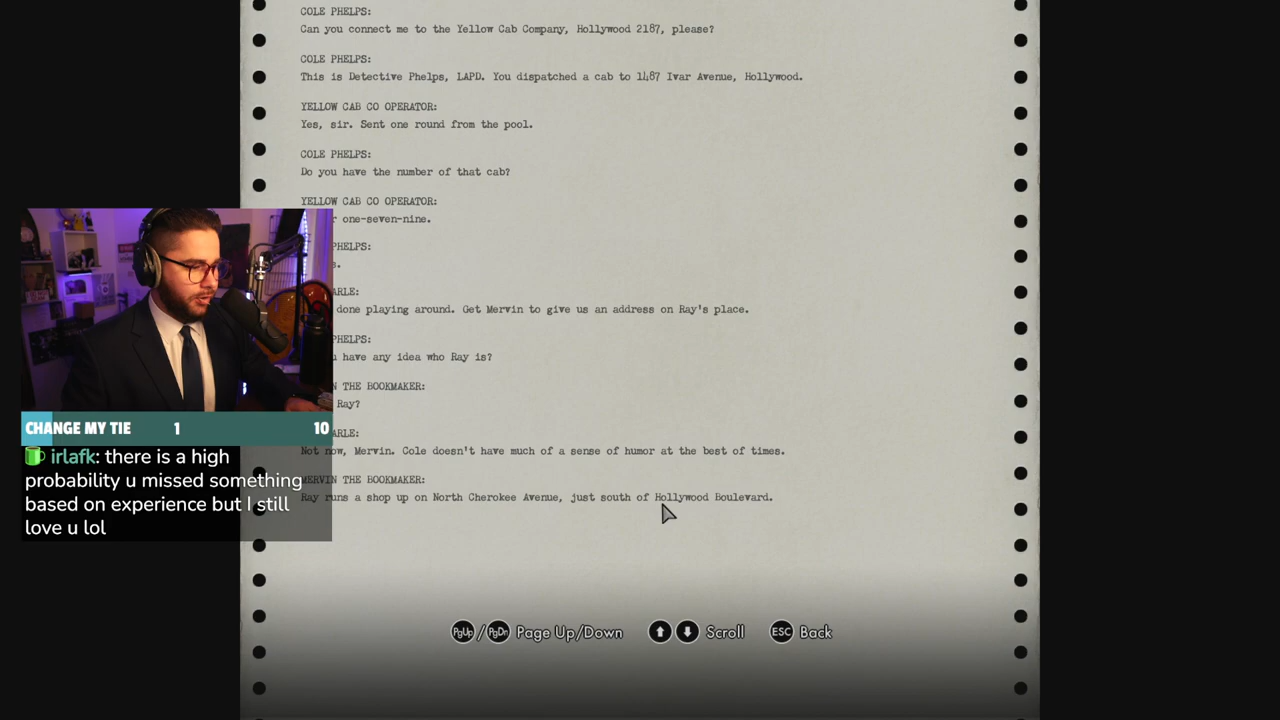 COLE PHELPS:
Can you connect me to the Yellow Cab Company, Hollywood 2187, please?
COLE PHELPS:
This is Detective Phelps, LAPD. You dispatched a cab to 1487 Ivar Avenue, Hollywood.
YELLOW CAB CO OPERATOR:
Yes, sir. Sent one round from the pool.
COLE PHELPS:
Do you have the number of that cab?
YELLOW CAB CO OPERATOR:
one-seven-nine.
PHELPS:
ARLE:
done playing around. Get Mervin to give us an address on Ray's place.
PHELPS:
have any idea who Ray is?
THE BOOKMAKER:
Ray?
ARLE:
Not now, Mervin. Cole doesn't have much of a sense of humor at the best of times.
MERVIN THE BOOKMAKER:
Ray runs a shop up on North Cherokee Avenue, just south of Hollywood Boulevard.
CHANGE MY TIE 1 10
irlafk: there is a high
probability u missed something
based on experience but I still
love u lol
PgUp / PgDn Page Up/Down Scroll ESC Back